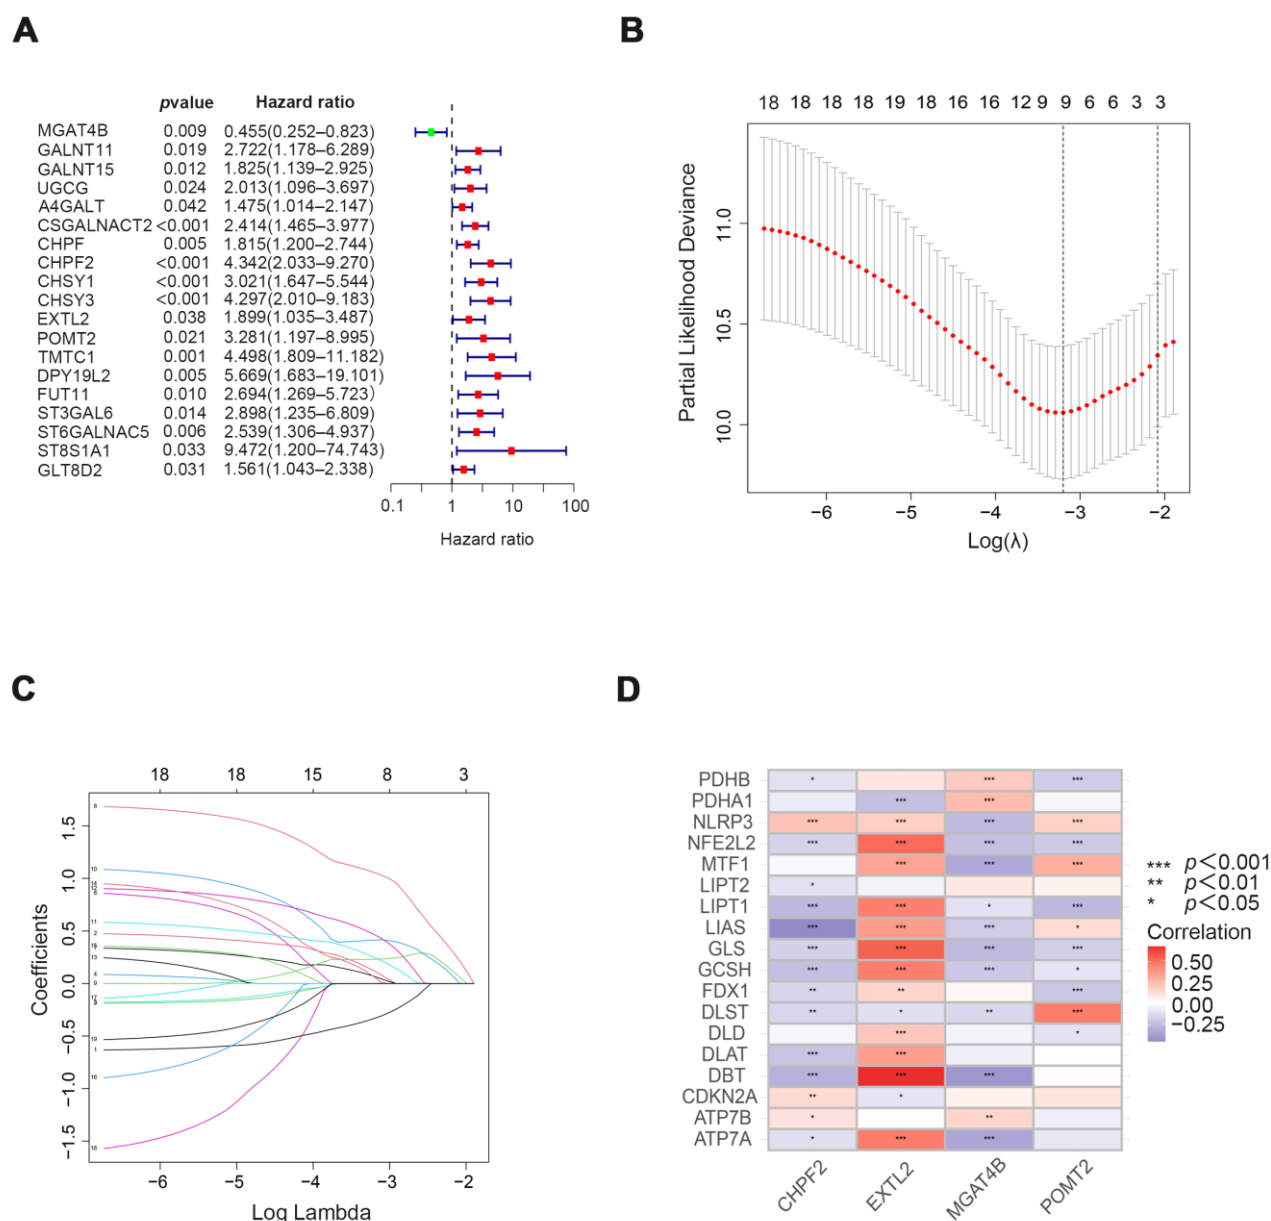 A
pvalue Hazard ratio
MGAT4B 0.009 0.455(0.252–0.823)
GALNT11 0.019 2.722(1.178–6.289)
GALNT15 0.012 1.825(1.139–2.925)
UGCG 0.024 2.013(1.096–3.697)
A4GALT 0.042 1.475(1.014–2.147)
CSGALNACT2 <0.001 2.414(1.465–3.977)
CHPF 0.005 1.815(1.200–2.744)
CHPF2 <0.001 4.342(2.033–9.270)
CHSY1 <0.001 3.021(1.647–5.544)
CHSY3 <0.001 4.297(2.010–9.183)
EXTL2 0.038 1.899(1.035–3.487)
POMT2 0.021 3.281(1.197–8.995)
TMTC1 0.001 4.498(1.809–11.182)
DPY19L2 0.005 5.669(1.683–19.101)
FUT11 0.010 2.694(1.269–5.723)
ST3GAL6 0.014 2.898(1.235–6.809)
ST6GALNAC5 0.006 2.539(1.306–4.937)
ST8S1A1 0.033 9.472(1.200–74.743)
GLT8D2 0.031 1.561(1.043–2.338)
0.1 1 10 100
Hazard ratio
B
18 18 18 18 19 18 16 16 12 9 9 6 6 3 3
Partial Likelihood Deviance
11.0
10.5
10.0
−6 −5 −4 −3 −2
Log(λ)
C
18 18 15 8 3
Coefficients
1.5
1.0
0.5
0.0
−0.5
−1.0
−1.5
8
10
11
2
13
4
9
19
1
16
−6 −5 −4 −3 −2
Log Lambda
D
PDHB * *** ***
PDHA1 *** ***
NLRP3 *** *** *** ***
NFE2L2 *** *** *** ***
MTF1 *** *** ***
LIPT2 *
LIPT1 *** *** * ***
LIAS *** *** *** *
GLS *** *** *** ***
GCSH *** *** *** *
FDX1 ** ** ***
DLST ** * ** ***
DLD *** *
DLAT *** ***
DBT *** *** ***
CDKN2A ** *
ATP7B * **
ATP7A * *** ***
CHPF2 EXTL2 MGAT4B POMT2
*** p<0.001
** p<0.01
* p<0.05
Correlation
0.50
0.25
0.00
−0.25